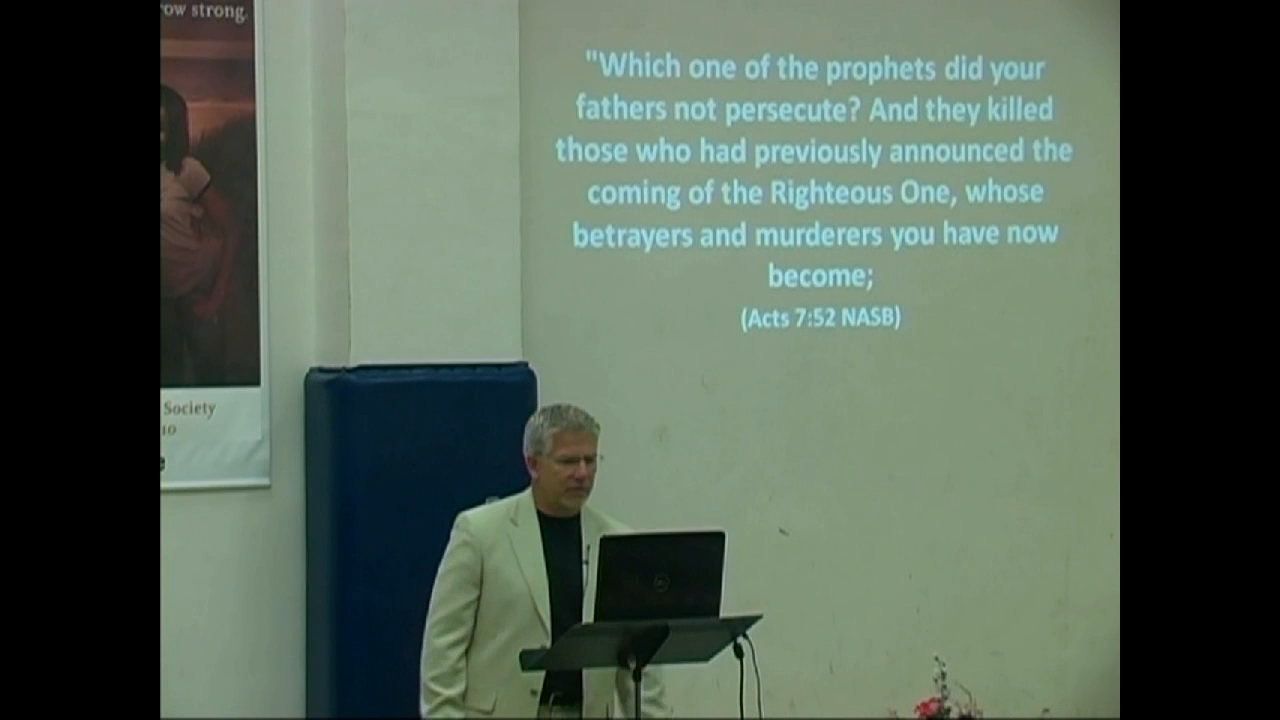 row strong.
"Which one of the prophets did your
fathers not persecute? And they killed
those who had previously announced the
coming of the Righteous One, whose
betrayers and murderers you have now
become;
(Acts 7:52 NASB)
Society